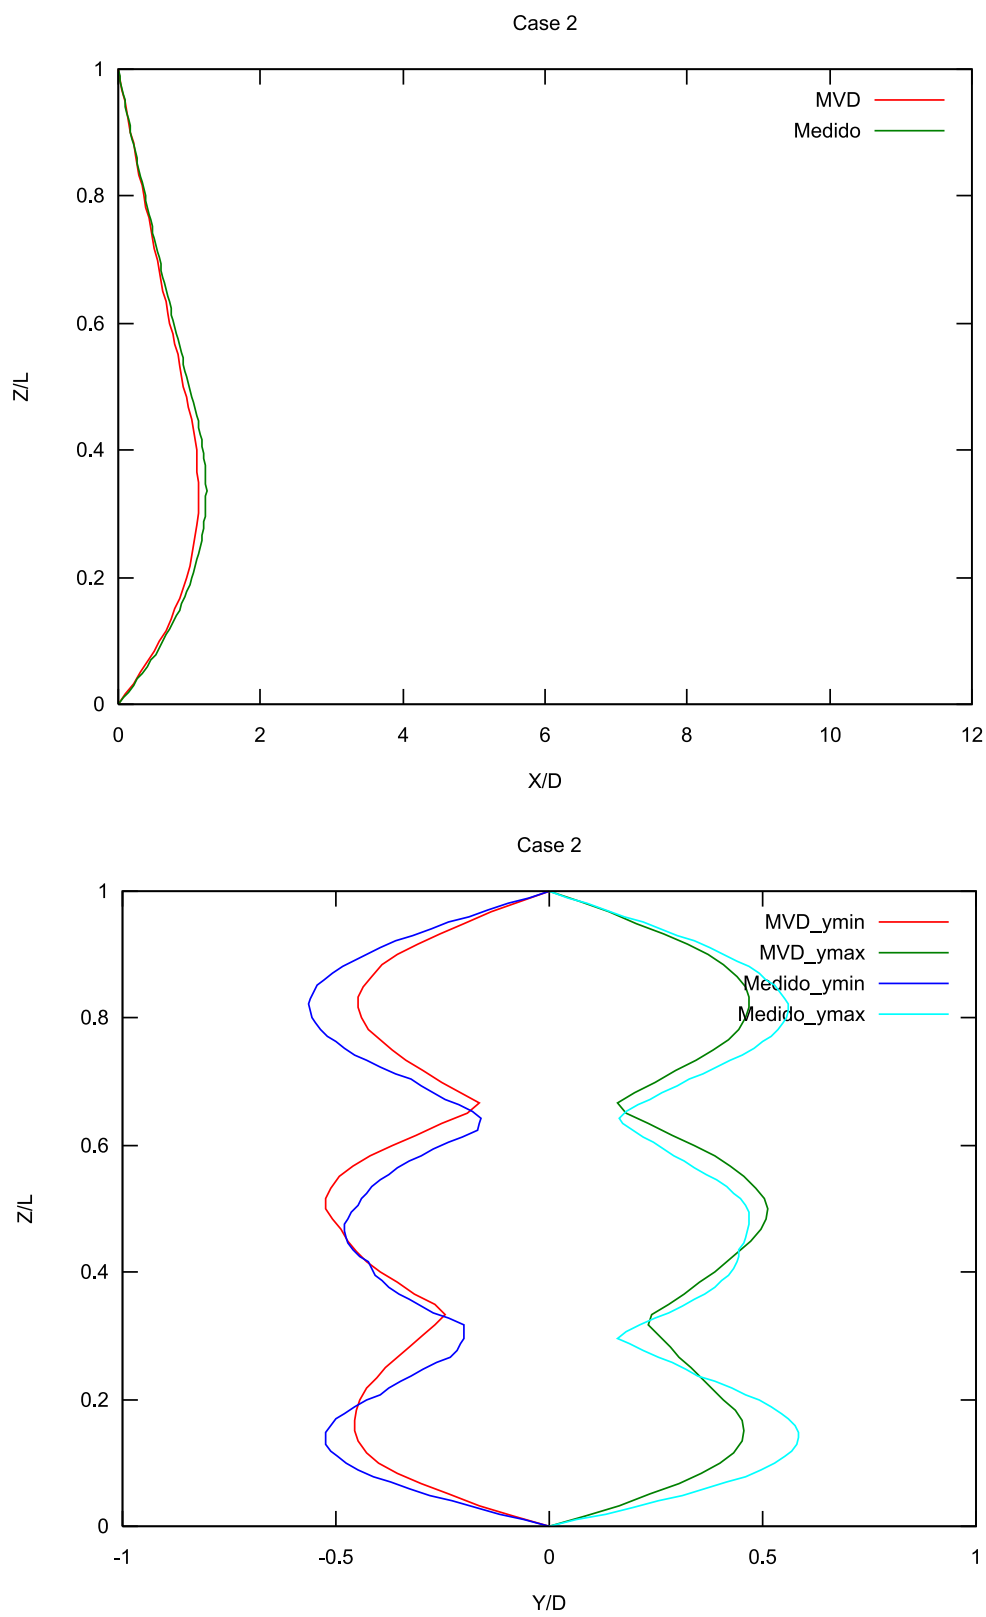 Case 2
1
0.8
0.6
0.4
0.2
0
Z/L
MVD
Medido
0 2 4 6 8 10 12
X/D
Case 2
1
0.8
0.6
0.4
0.2
0
Z/L
MVD_ymin
MVD_ymax
Medido_ymin
Medido_ymax
-1 -0.5 0 0.5 1
Y/D